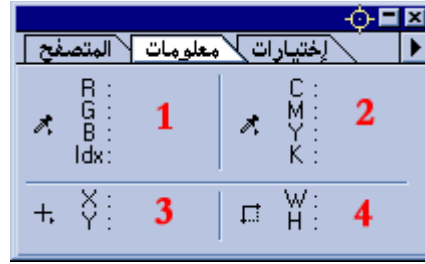 إختيارات معلومات المتصفح
R :
G : 1
B :
Idx :
C :
M : 2
Y :
K :
X : 3
Y :
W : 4
H :